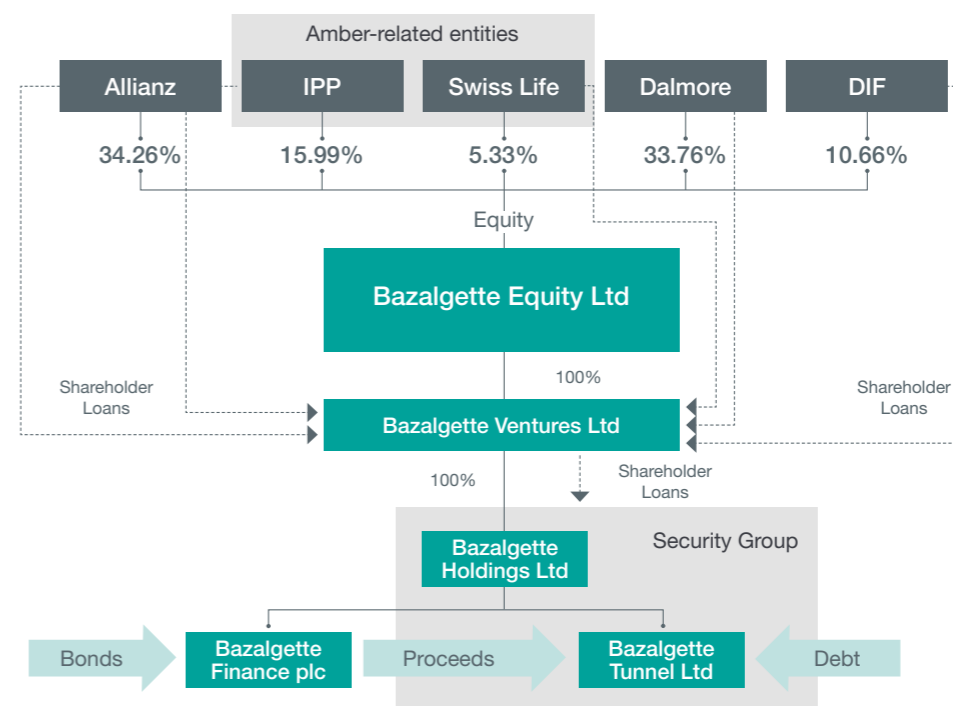 Amber-related entities
Allianz
IPP
Swiss Life
Dalmore
DIF
34.26%
15.99%
5.33%
33.76%
10.66%
Equity
Bazalgette Equity Ltd
100%
Shareholder
Loans
Shareholder
Loans
Bazalgette Ventures Ltd
100%
Shareholder
Loans
Security Group
Bazalgette
Holdings Ltd
Bonds
Bazalgette
Finance plc
Proceeds
Bazalgette
Tunnel Ltd
Debt